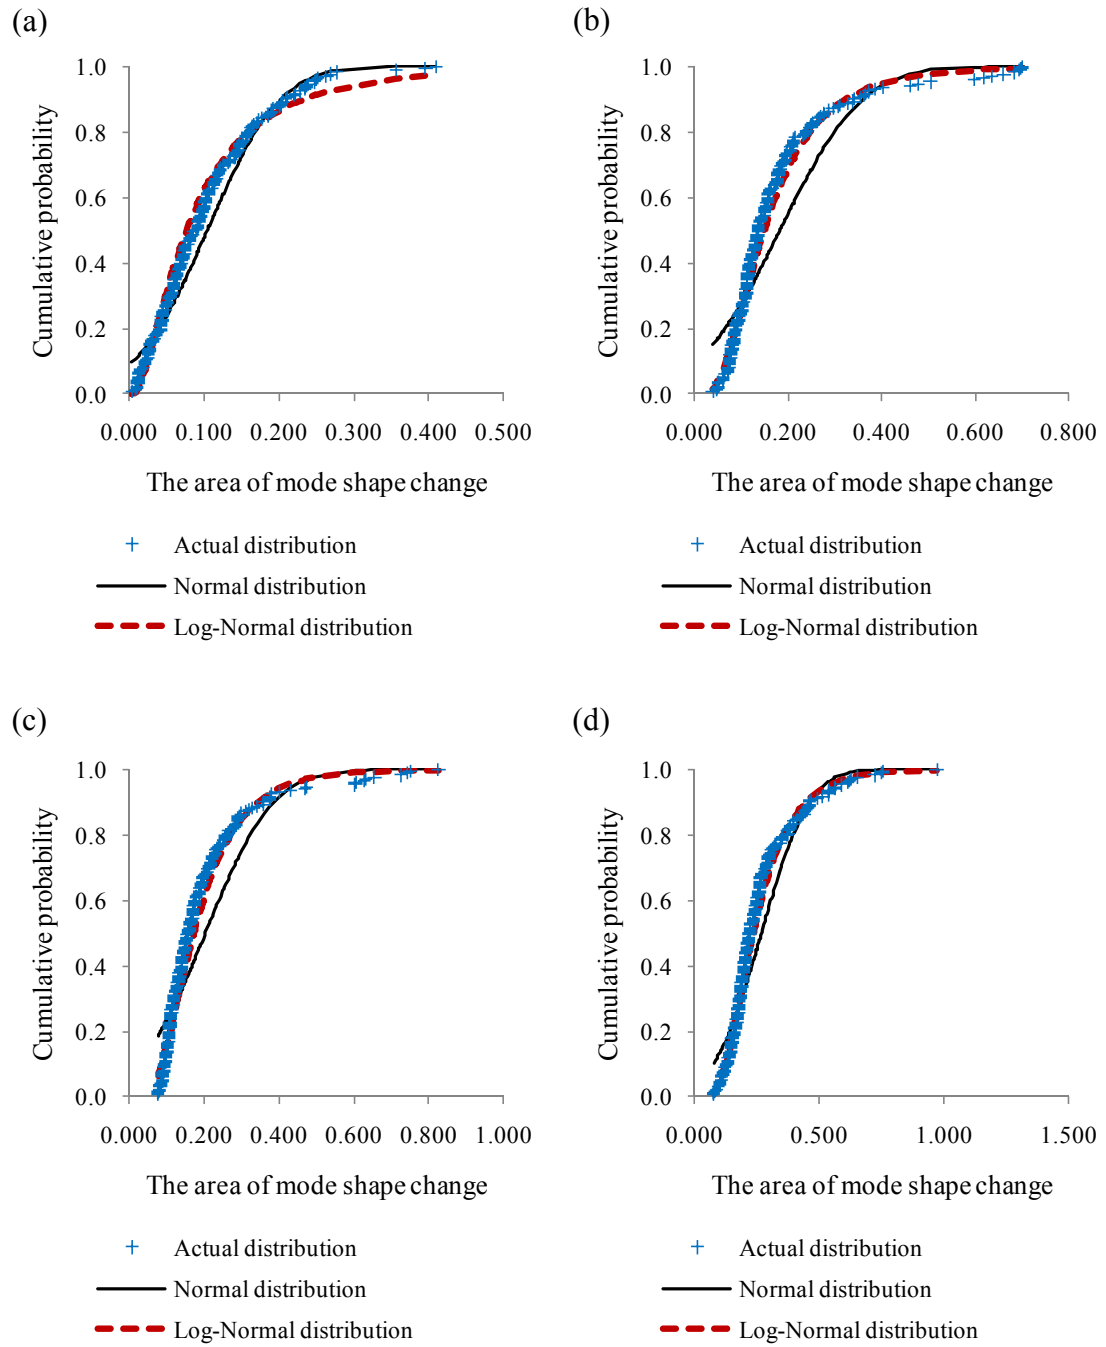 (a)
Cumulative probability
1.0
0.8
0.6
0.4
0.2
0.0
0.000 0.100 0.200 0.300 0.400 0.500
The area of mode shape change
Actual distribution
Normal distribution
Log-Normal distribution
(b)
Cumulative probability
1.0
0.8
0.6
0.4
0.2
0.0
0.000 0.200 0.400 0.600 0.800
The area of mode shape change
Actual distribution
Normal distribution
Log-Normal distribution
(c)
Cumulative probability
1.0
0.8
0.6
0.4
0.2
0.0
0.000 0.200 0.400 0.600 0.800 1.000
The area of mode shape change
Actual distribution
Normal distribution
Log-Normal distribution
(d)
Cumulative probability
1.0
0.8
0.6
0.4
0.2
0.0
0.000 0.500 1.000 1.500
The area of mode shape change
Actual distribution
Normal distribution
Log-Normal distribution